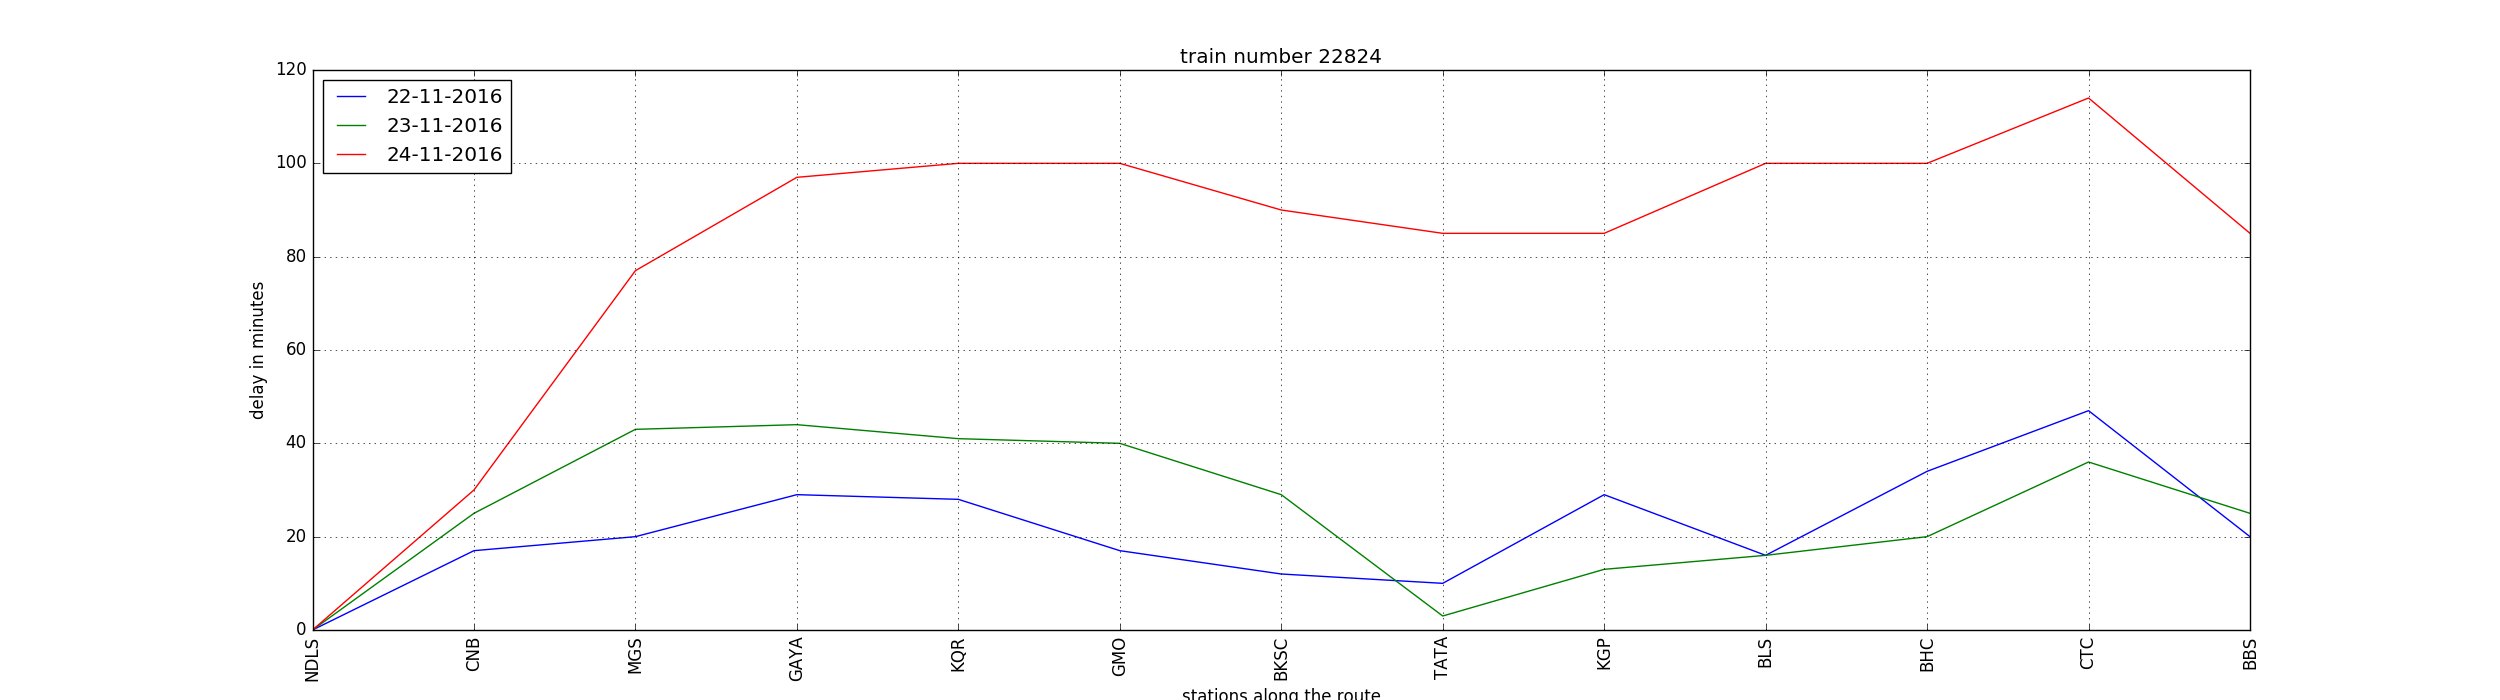 train number 22824
120
100
80
60
40
20
0
delay in minutes
22-11-2016
23-11-2016
24-11-2016
NDLS
CNB
MGS
GAYA
KQR
GMO
BKSC
TATA
KGP
BLS
BHC
CTC
BBS
stations along the route